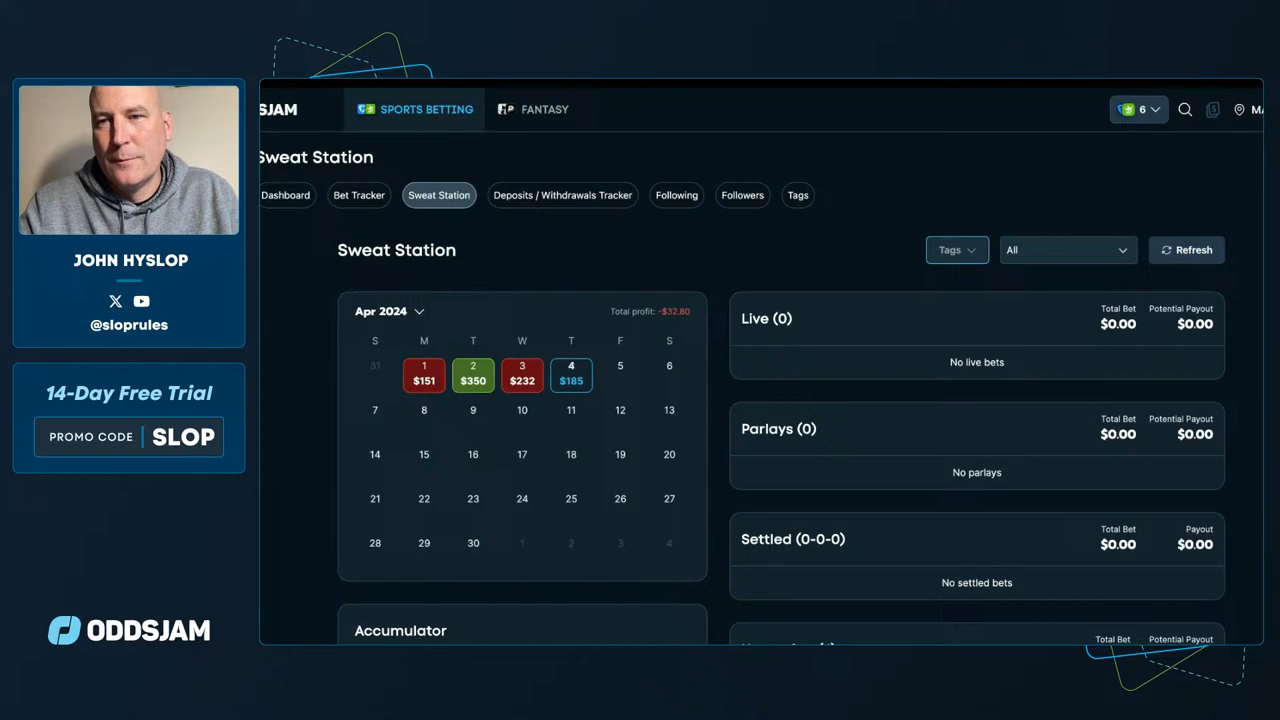 JOHN HYSLOP
@sloprules
14-Day Free Trial
PROMO CODE SLOP
ODDSJAM
SJAM SPORTS BETTING FANTASY 6 MA
Sweat Station
Dashboard Bet Tracker Sweat Station Deposits / Withdrawals Tracker Following Followers Tags
Sweat Station Tags All Refresh
Apr 2024 Total profit: -$32.80
S M T W T F S
31 1 2 3 4 5 6
$151 $350 $232 $185
7 8 9 10 11 12 13
14 15 16 17 18 19 20
21 22 23 24 25 26 27
28 29 30 1 2 3 4
Accumulator
Live (0) Total Bet Potential Payout
$0.00 $0.00
No live bets
Parlays (0) Total Bet Potential Payout
$0.00 $0.00
No parlays
Settled (0-0-0) Total Bet Payout
$0.00 $0.00
No settled bets
Total Bet Potential Payout